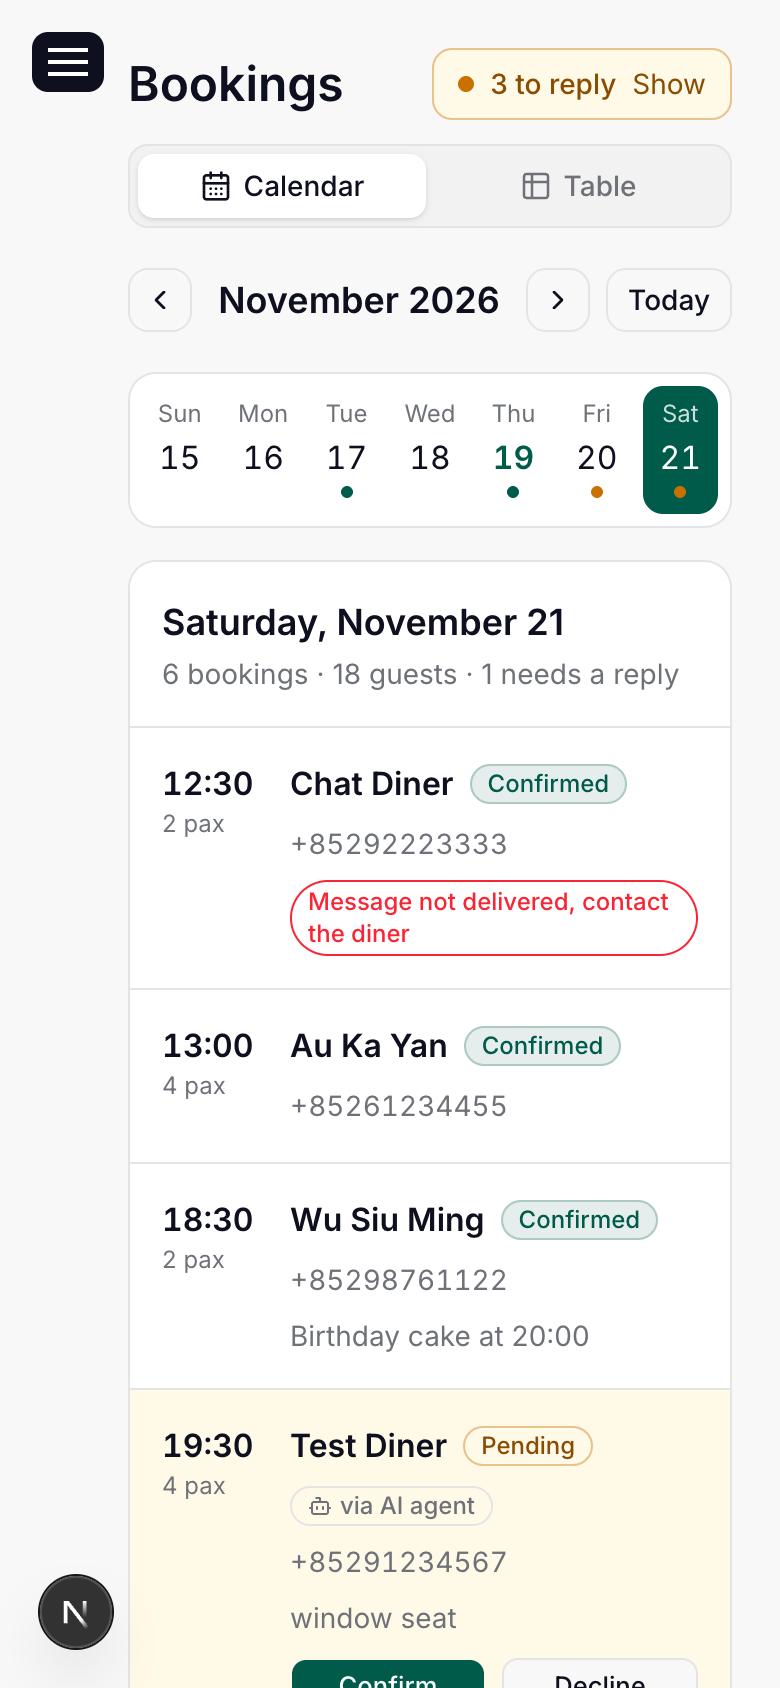 Bookings
3 to reply Show
Calendar
Table
November 2026
Today
Sun Mon Tue Wed Thu Fri Sat
15 16 17 18 19 20 21
Saturday, November 21
6 bookings · 18 guests · 1 needs a reply
12:30 Chat Diner Confirmed
2 pax
+85292223333
Message not delivered, contact
the diner
13:00 Au Ka Yan Confirmed
4 pax
+85261234455
18:30 Wu Siu Ming Confirmed
2 pax
+85298761122
Birthday cake at 20:00
19:30 Test Diner Pending
4 pax
via AI agent
+85291234567
window seat
N
Confirm Decline